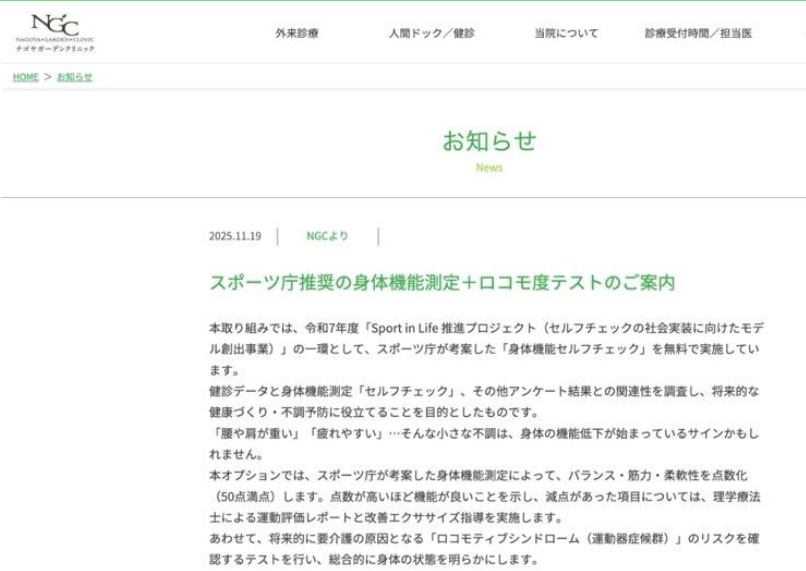 NGC
NAGOYA GARDEN CLINIC
ナゴヤガーデンクリニック
外来診療
人間ドック／健診
当院について
診療受付時間／担当医
HOME > お知らせ
お知らせ
News
2025.11.19
NGCより
スポーツ庁推奨の身体機能測定＋ロコモ度テストのご案内
本取り組みでは、令和7年度「Sport in Life 推進プロジェクト（セルフチェックの社会実装に向けたモデ
ル創出事業）」の一環として、スポーツ庁が考案した「身体機能セルフチェック」を無料で実施してい
ます。
健診データと身体機能測定「セルフチェック」、その他アンケート結果との関連性を調査し、将来的な
健康づくり・不調予防に役立てることを目的としたものです。
「腰や肩が重い」「疲れやすい」…そんな小さな不調は、身体の機能低下が始まっているサインかもし
れません。
本オプションでは、スポーツ庁が考案した身体機能測定によって、バランス・筋力・柔軟性を点数化
（50点満点）します。点数が高いほど機能が良いことを示し、減点があった項目については、理学療法
士による運動評価レポートと改善エクササイズ指導を実施します。
あわせて、将来的に要介護の原因となる「ロコモティブシンドローム（運動器症候群）」のリスクを確
認するテストを行い、総合的に身体の状態を明らかにします。